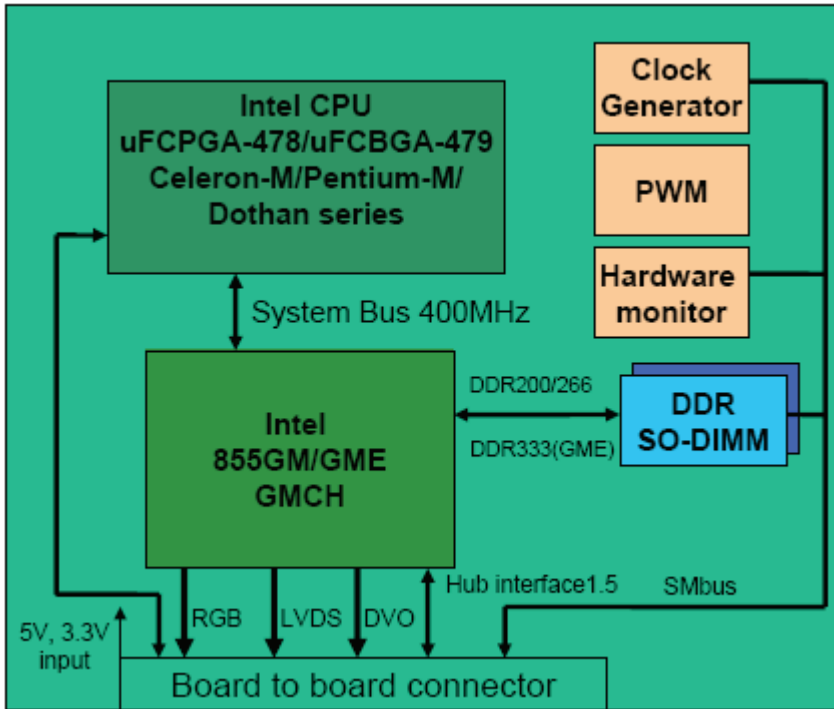 Intel CPU
uFCPGA-478/uFCBGA-479
Celeron-M/Pentium-M/
Dothan series
Clock
Generator
PWM
Hardware
monitor
System Bus 400MHz
Intel
855GM/GME
GMCH
DDR200/266
DDR333(GME)
DDR
SO-DIMM
RGB
LVDS
DVO
Hub interface1.5
SMbus
5V, 3.3V
input
Board to board connector